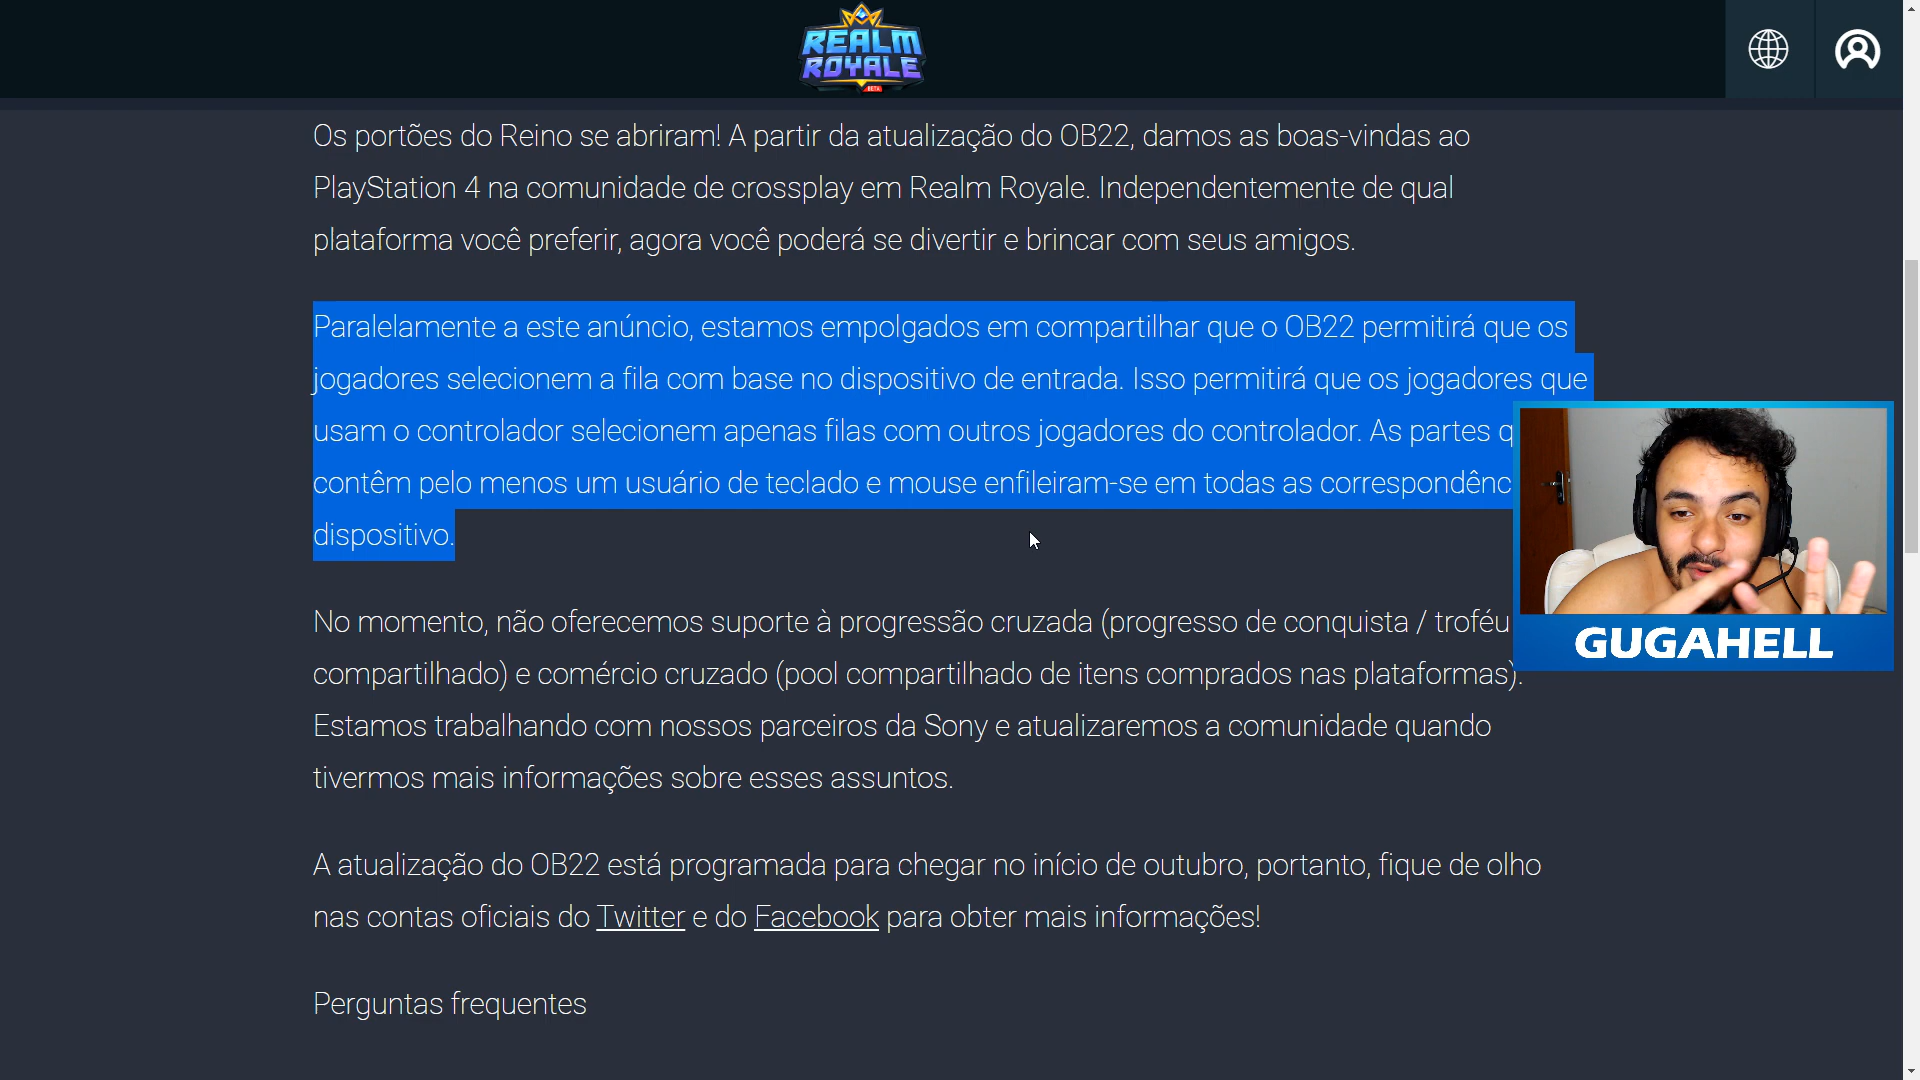 REALM
ROYALE
BETA
Os portões do Reino se abriram! A partir da atualização do OB22, damos as boas-vindas ao
PlayStation 4 na comunidade de crossplay em Realm Royale. Independentemente de qual
plataforma você preferir, agora você poderá se divertir e brincar com seus amigos.
Paralelamente a este anúncio, estamos empolgados em compartilhar que o OB22 permitirá que os
jogadores selecionem a fila com base no dispositivo de entrada. Isso permitirá que os jogadores que
usam o controlador selecionem apenas filas com outros jogadores do controlador. As partes
contêm pelo menos um usuário de teclado e mouse enfileiram-se em todas as
dispositivo.
No momento, não oferecemos suporte à progressão cruzada (progresso de conquista / troféu
compartilhado) e comércio cruzado (pool compartilhado de itens comprados nas plataformas).
Estamos trabalhando com nossos parceiros da Sony e atualizaremos a comunidade quando
tivermos mais informações sobre esses assuntos.
A atualização do OB22 está programada para chegar no início de outubro, portanto, fique de olho
nas contas oficiais do Twitter e do Facebook para obter mais informações!
Perguntas frequentes
GUGAHELL